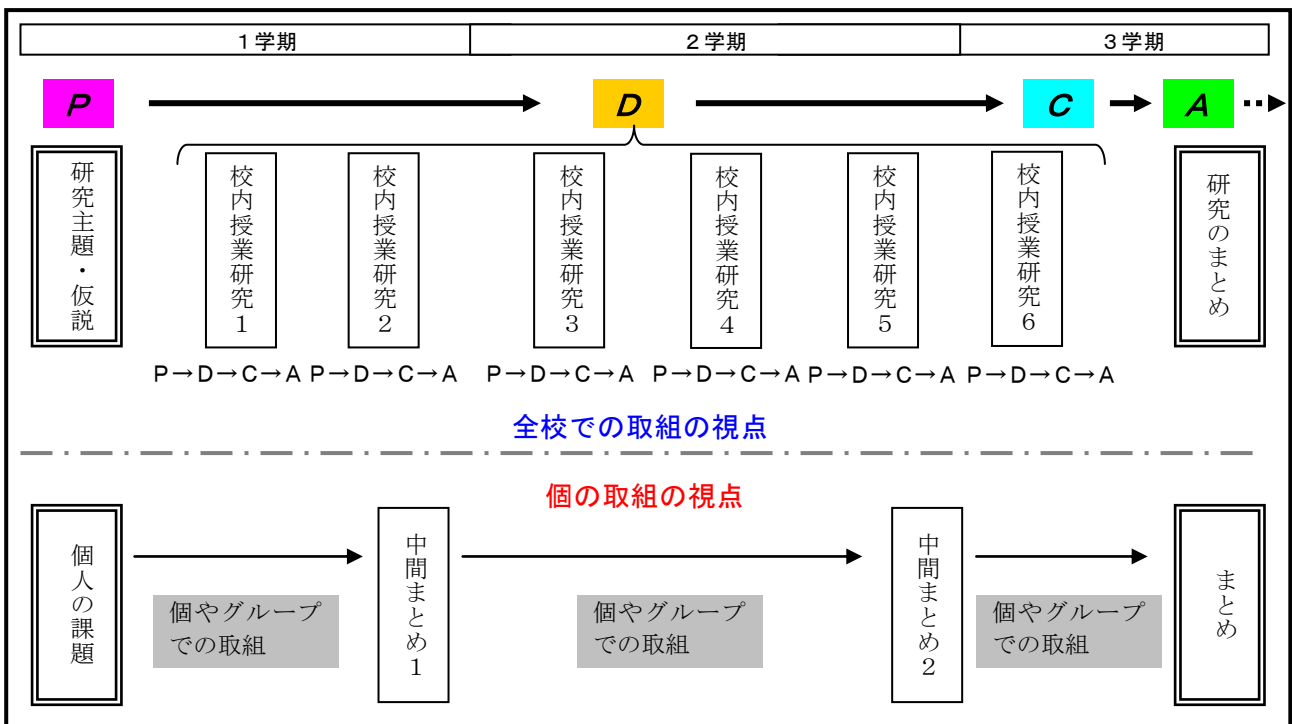 1学期
2学期
3学期
P
D
C
A
研究主題・仮説
校内授業研究1
校内授業研究2
校内授業研究3
校内授業研究4
校内授業研究5
校内授業研究6
研究のまとめ
P→D→C→A
P→D→C→A
P→D→C→A
P→D→C→A
P→D→C→A
P→D→C→A
全校での取組の視点
個の取組の視点
個人の課題
個やグループ
での取組
中間まとめ1
個やグループ
での取組
中間まとめ2
個やグループ
での取組
まとめ